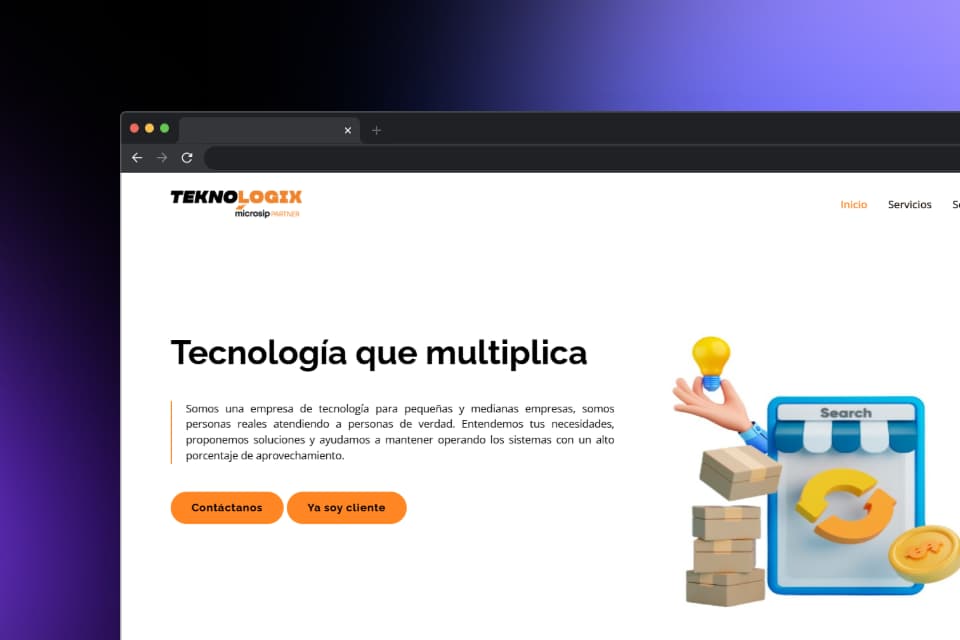 TEKNOLOGIX
microsip PARTNER
Inicio
Servicios
Tecnología que multiplica
Somos una empresa de tecnología para pequeñas y medianas empresas, somos
personas reales atendiendo a personas de verdad. Entendemos tus necesidades,
proponemos soluciones y ayudamos a mantener operando los sistemas con un alto
porcentaje de aprovechamiento.
Contáctanos
Ya soy cliente
Search